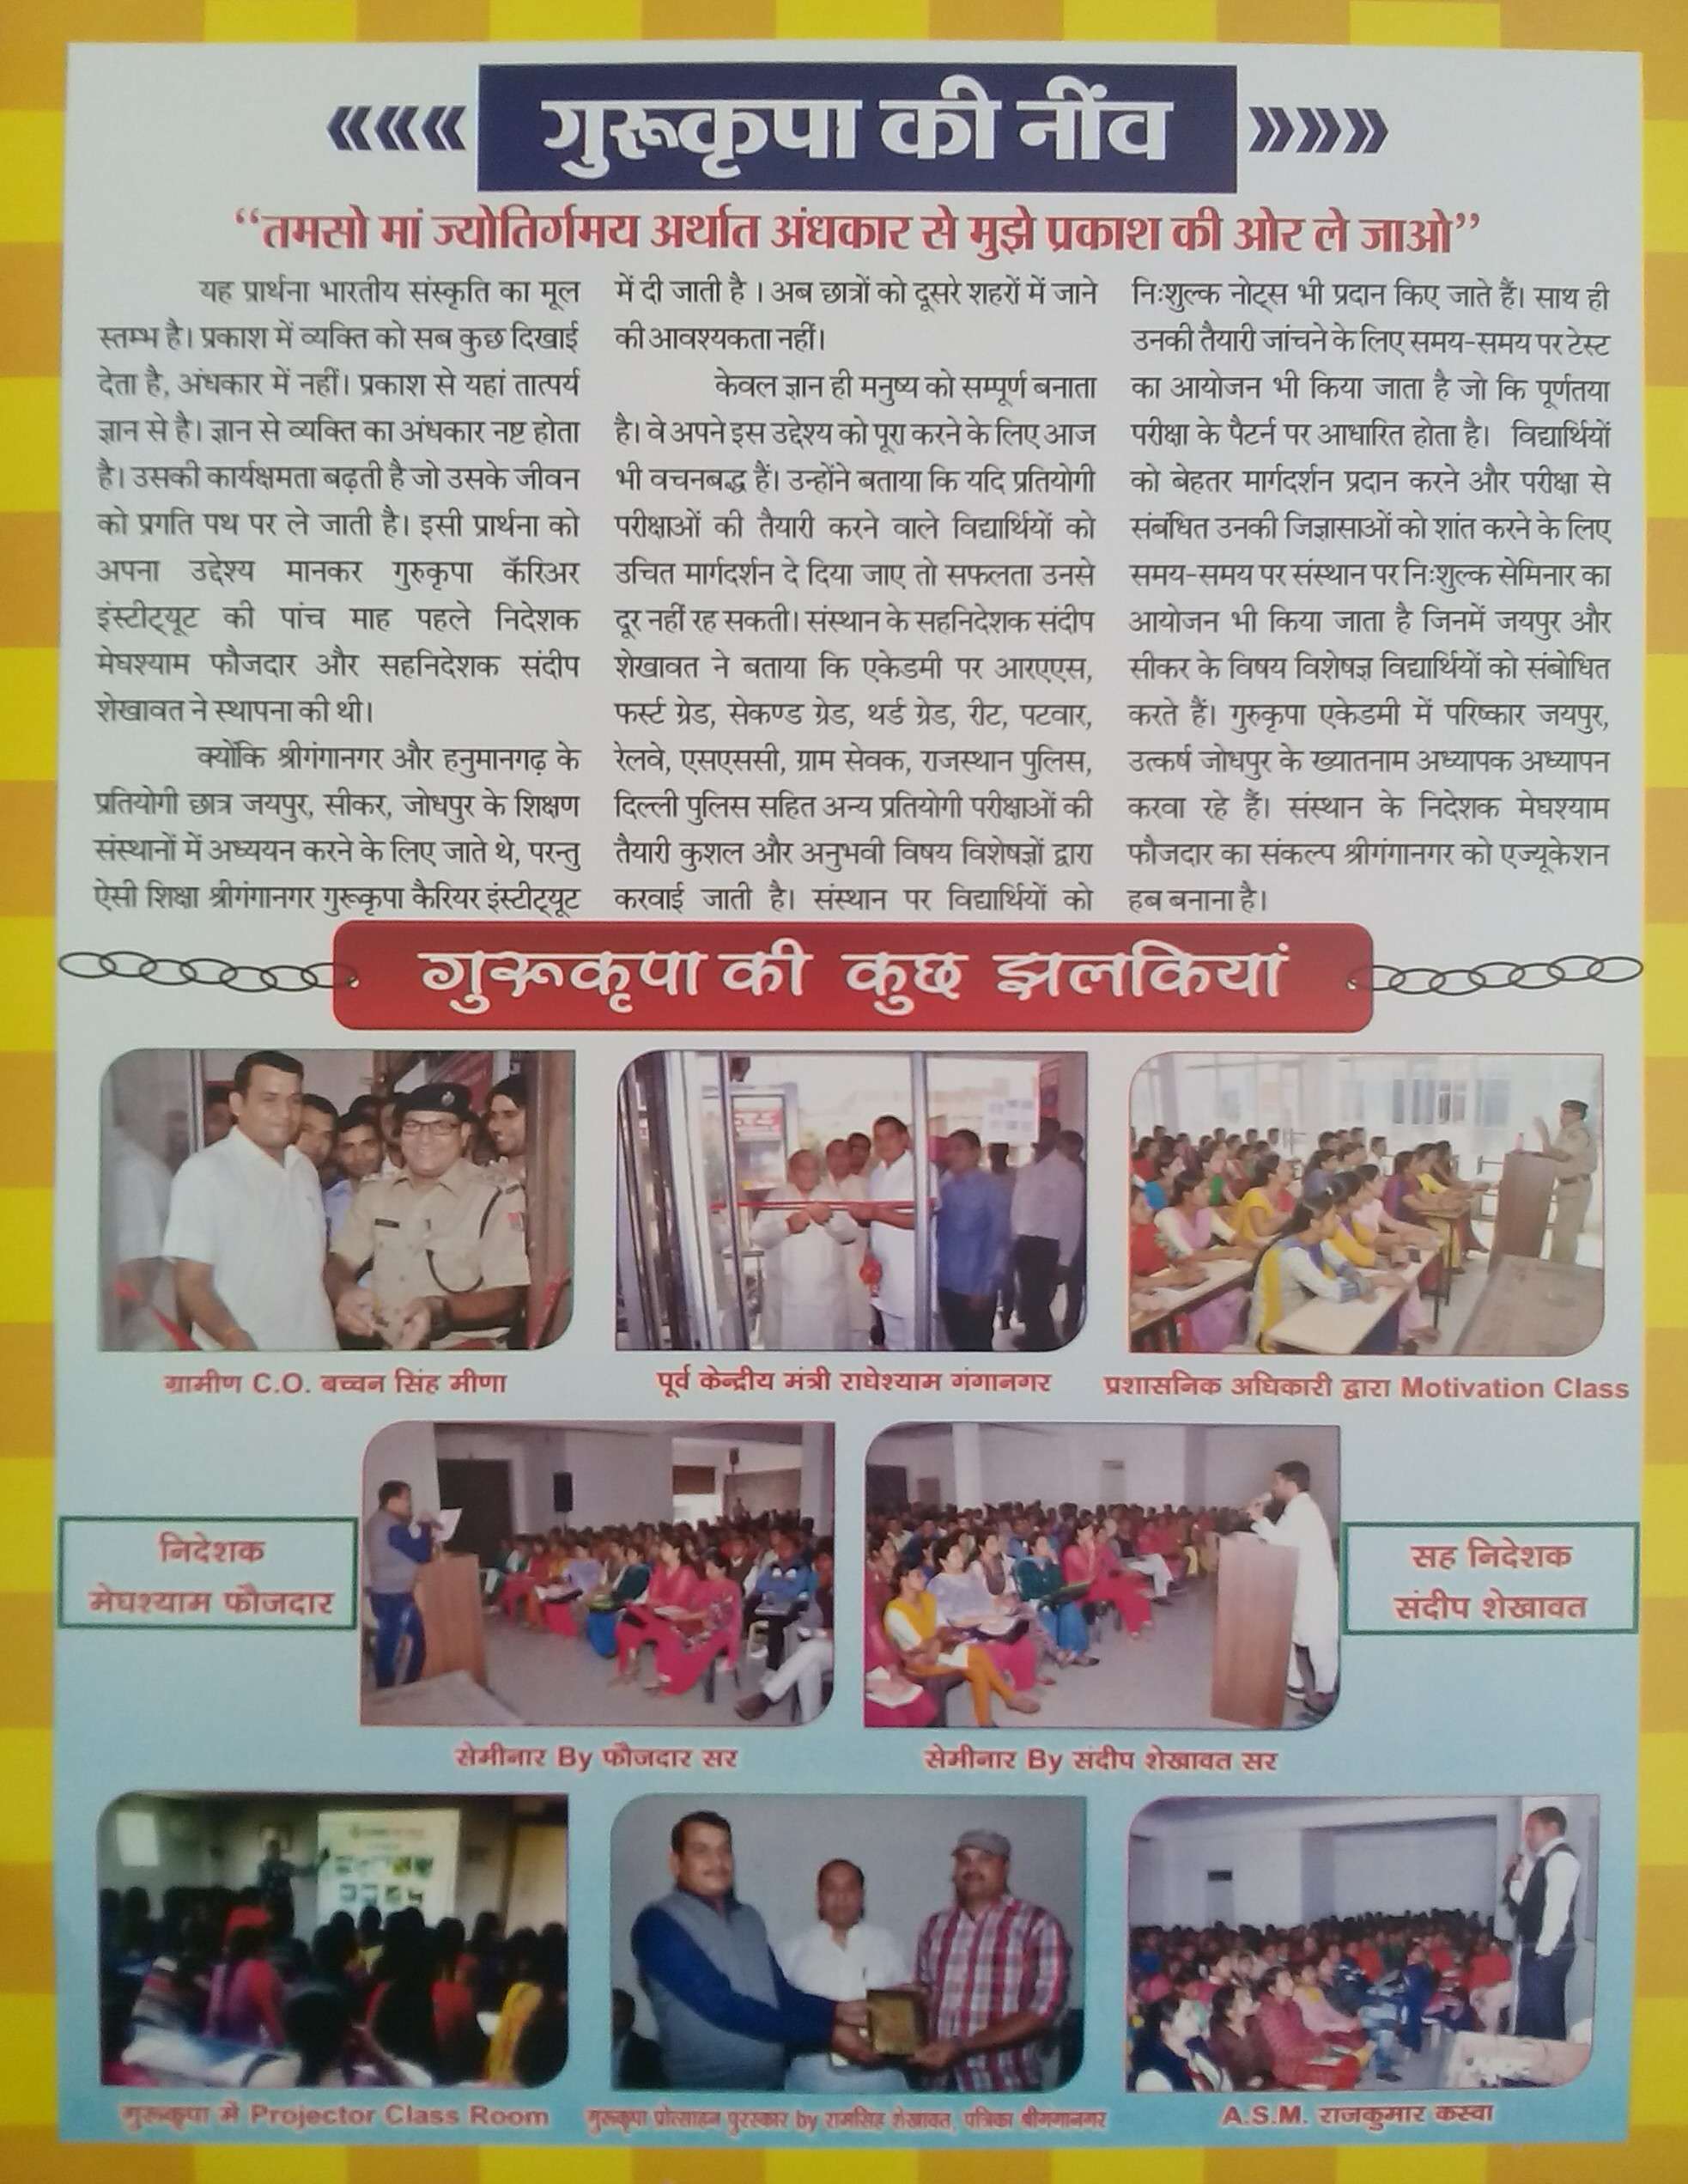 गुरूकृपा की नींव
“तमसो मां ज्योतिर्गमय अर्थात अंधकार से मुझे प्रकाश की ओर ले जाओ”
यह प्रार्थना भारतीय संस्कृति का मूल
स्तम्भ है। प्रकाश में व्यक्ति को सब कुछ दिखाई
देता है, अंधकार में नहीं। प्रकाश से यहां तात्पर्य
ज्ञान से है। ज्ञान से व्यक्ति का अंधकार नष्ट होता
है। उसकी कार्यक्षमता बढ़ती है जो उसके जीवन
को प्रगति पथ पर ले जाती है। इसी प्रार्थना को
अपना उद्देश्य मानकर गुरुकृपा कॅरिअर
इंस्टीट्यूट की पांच माह पहले निदेशक
मेघश्याम फौजदार और सहनिदेशक संदीप
शेखावत ने स्थापना की थी।
क्योंकि श्रीगंगानगर और हनुमानगढ़ के
प्रतियोगी छात्र जयपुर, सीकर, जोधपुर के शिक्षण
संस्थानों में अध्ययन करने के लिए जाते थे, परन्तु
ऐसी शिक्षा श्रीगंगानगर गुरूकृपा कैरियर इंस्टीट्यूट
में दी जाती है । अब छात्रों को दूसरे शहरों में जाने
की आवश्यकता नहीं।
केवल ज्ञान ही मनुष्य को सम्पूर्ण बनाता
है। वे अपने इस उद्देश्य को पूरा करने के लिए आज
भी वचनबद्ध हैं। उन्होंने बताया कि यदि प्रतियोगी
परीक्षाओं की तैयारी करने वाले विद्यार्थियों को
उचित मार्गदर्शन दे दिया जाए तो सफलता उनसे
दूर नहीं रह सकती। संस्थान के सहनिदेशक संदीप
शेखावत ने बताया कि एकेडमी पर आरएएस,
फर्स्ट ग्रेड, सेकण्ड ग्रेड, थर्ड ग्रेड, रीट, पटवार,
रेलवे, एसएससी, ग्राम सेवक, राजस्थान पुलिस,
दिल्ली पुलिस सहित अन्य प्रतियोगी परीक्षाओं की
तैयारी कुशल और अनुभवी विषय विशेषज्ञों द्वारा
करवाई जाती है। संस्थान पर विद्यार्थियों को
निःशुल्क नोट्स भी प्रदान किए जाते हैं। साथ ही
उनकी तैयारी जांचने के लिए समय-समय पर टेस्ट
का आयोजन भी किया जाता है जो कि पूर्णतया
परीक्षा के पैटर्न पर आधारित होता है। विद्यार्थियों
को बेहतर मार्गदर्शन प्रदान करने और परीक्षा से
संबंधित उनकी जिज्ञासाओं को शांत करने के लिए
समय-समय पर संस्थान पर निःशुल्क सेमिनार का
आयोजन भी किया जाता है जिनमें जयपुर और
सीकर के विषय विशेषज्ञ विद्यार्थियों को संबोधित
करते हैं। गुरुकृपा एकेडमी में परिष्कार जयपुर,
उत्कर्ष जोधपुर के ख्यातनाम अध्यापक अध्यापन
करवा रहे हैं। संस्थान के निदेशक मेघश्याम
फौजदार का संकल्प श्रीगंगानगर को एज्यूकेशन
हब बनाना है।
गुरूकृपा की कुछ झलकियां
ग्रामीण C.O. बच्चन सिंह मीणा
पूर्व केन्द्रीय मंत्री राधेश्याम गंगानगर
प्रशासनिक अधिकारी द्वारा Motivation Class
निदेशक
मेघश्याम फौजदार
सह निदेशक
संदीप शेखावत
सेमीनार By फौजदार सर
सेमीनार By संदीप शेखावत सर
गुरूकृपा में Projector Class Room
गुरूकृपा प्रोत्साहन पुरस्कार by रामसिंह शेखावत, पत्रिका श्रीगंगानगर
A.S.M. राजकुमार कस्वा